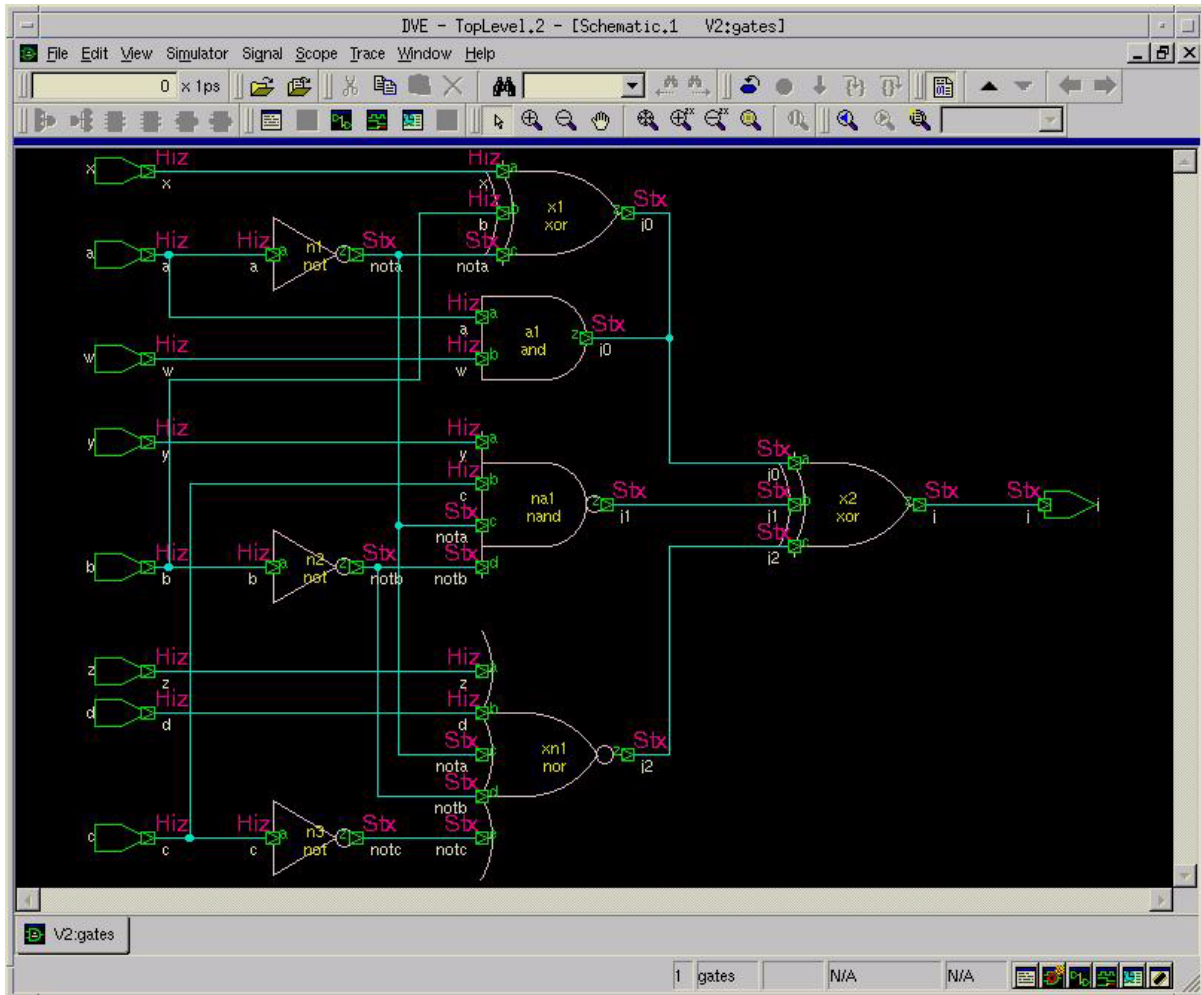 DVE - TopLevel.2 - [Schematic.1 V2:gates]
File Edit View Simulator Signal Scope Trace Window Help
0 x 1ps
Hiz Hiz
x a
x x
Hiz Stx
b x1 z
b xor j0
Hiz Hiz Stx Stx
a a n1 z c
a a not nota nota
Hiz
a a1 Stx
a and z
Hiz Hiz j0
w b
w w
Hiz Hiz
y a
y y
Hiz Stx
b j0 a
c na1 Stx Stx x2 Stx Stx
nand z j1 j1 b xor z i i i
Stx
c
nota
Hiz Hiz Stx Stx Stx
b a n2 z d j2 c
b b not notb notb
Hiz Hiz
z a
z z
Hiz Hiz
d b
d d
Stx xn1 Stx
c nor z
nota j2
Stx
d
notb
Hiz Hiz Stx Stx
c a n3 z e
c c not notc notc
V2:gates
1 gates N/A N/A